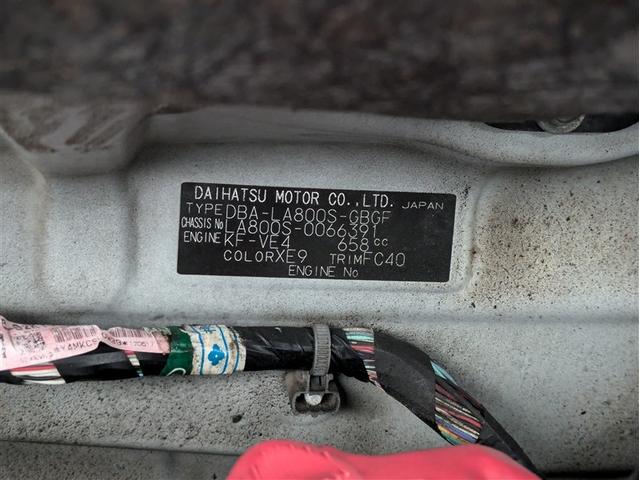 DAIHATSU MOTOR CO.,LTD. JAPAN
TYPE DBA-LA800S-GBGF
CHASSIS No LA800S-0066391
ENGINE KF-VE4 658cc
COLOR XE9 TRIM FC40
ENGINE No